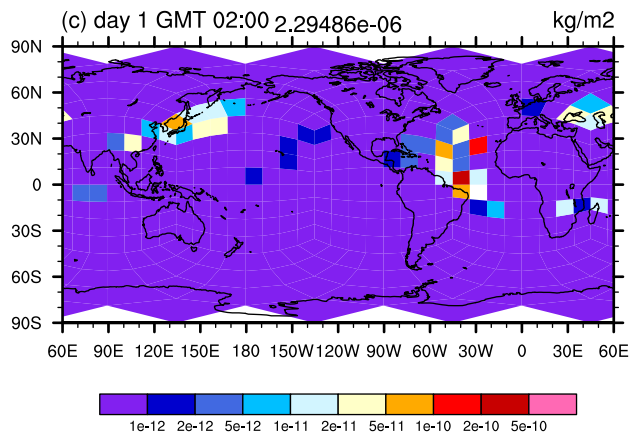 (c) day 1 GMT 02:00 2.29486e-06 kg/m2
90N
60N
30N
0
30S
60S
90S
60E 90E 120E 150E 180 150W 120W 90W 60W 30W 0 30E 60E
1e-12 2e-12 5e-12 1e-11 2e-11 5e-11 1e-10 2e-10 5e-10